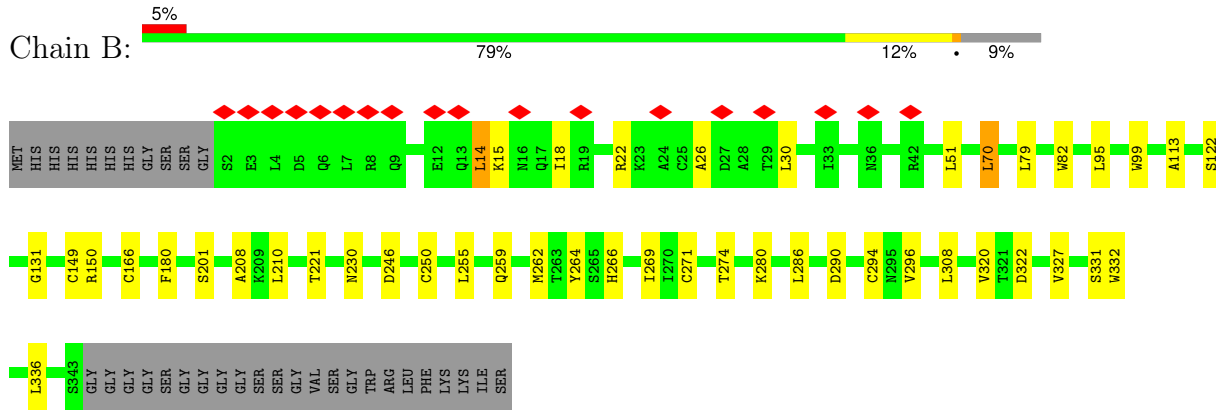 5%
Chain B:
79% 12% • 9%
MET HIS HIS HIS HIS HIS HIS GLY SER SER GLY S2 E3 L4 D5 Q6 L7 R8 Q9 E12 Q13 L14 K15 N16 Q17 I18 R19 R22 K23 A24 C25 A26 D27 A28 T29 L30 I33 N36 R42 L51 L70 L79 W82 L95 W99 A113 S122
G131 C149 R150 C166 F180 S201 A208 K209 L210 T221 N230 D246 C250 L255 Q259 M262 T263 Y264 S265 H266 I269 I270 C271 T274 K280 L286 D290 C294 N295 V296 L308 V320 T321 D322 V327 S331 W332
L336 S343 GLY GLY GLY GLY SER GLY GLY GLY GLY SER SER GLY VAL SER GLY TRP ARG LEU PHE LYS LYS ILE SER